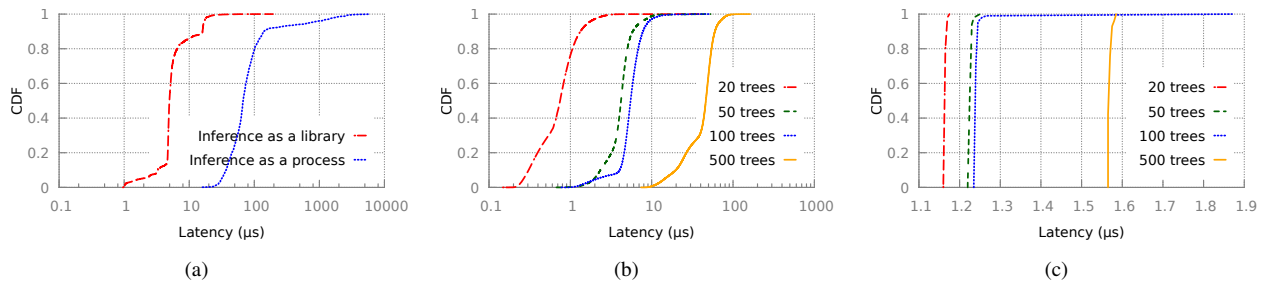 1
0.8
0.6
0.4
0.2
0
CDF
Inference as a library
Inference as a process
0.1 1 10 100 1000 10000
Latency (µs)
(a)
1
0.8
0.6
0.4
0.2
0
CDF
20 trees
50 trees
100 trees
500 trees
0.1 1 10 100 1000
Latency (µs)
(b)
1
0.8
0.6
0.4
0.2
0
CDF
20 trees
50 trees
100 trees
500 trees
1.1 1.2 1.3 1.4 1.5 1.6 1.7 1.8 1.9
Latency (µs)
(c)